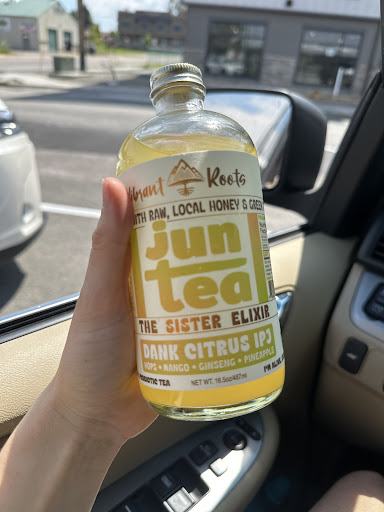 Vibrant Roots
WITH RAW, LOCAL HONEY & GREEN
jun
tea
THE SISTER ELIXIR
DANK CITRUS IPJ
HOPS • MANGO • GINSENG • PINEAPPLE
NET WT. 16.5oz/487ml
I'M ALIVE